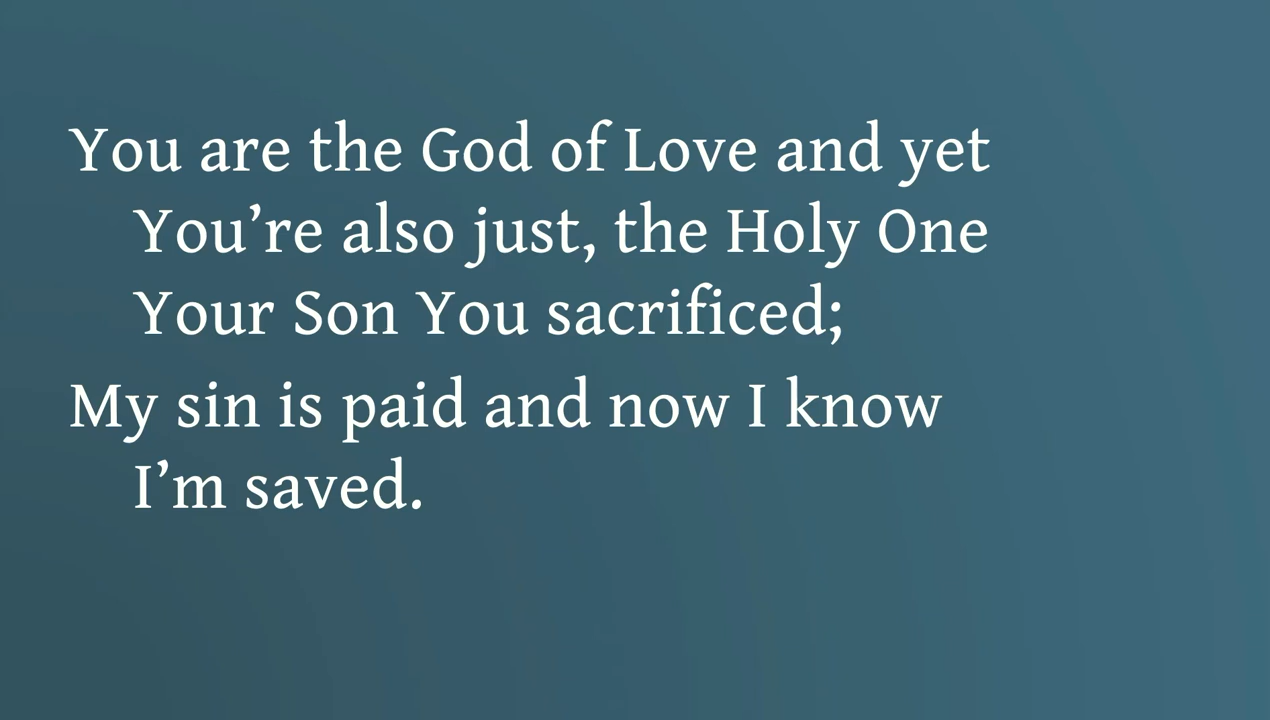 You are the God of Love and yet
You’re also just, the Holy One
Your Son You sacrificed;
My sin is paid and now I know
I’m saved.